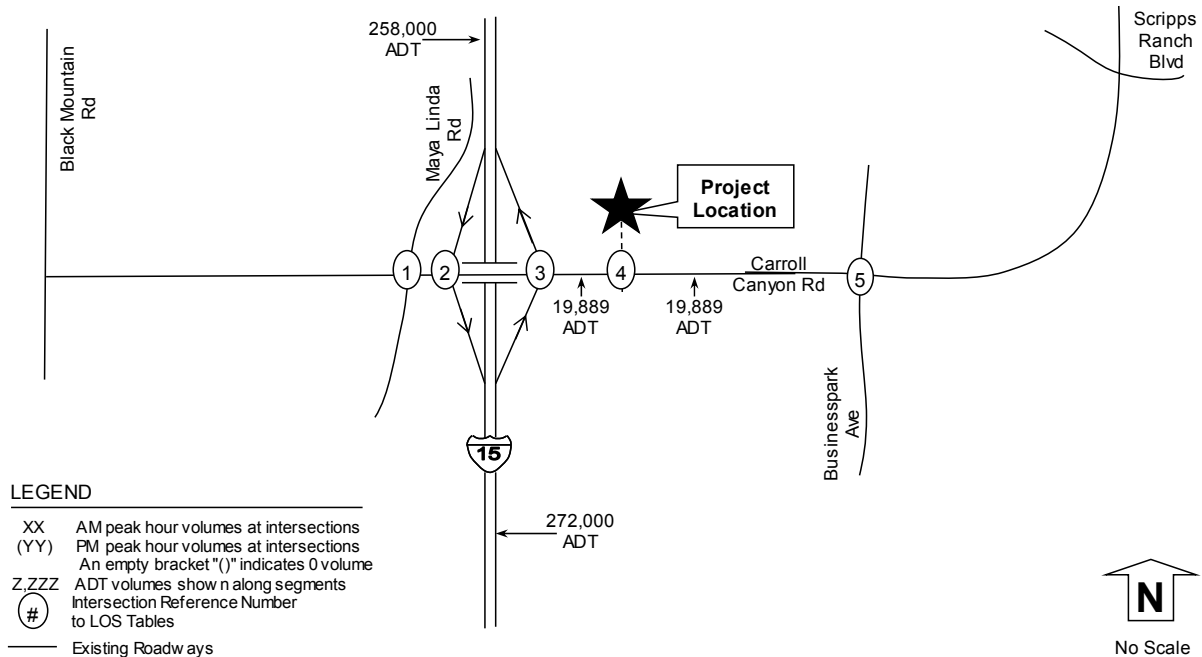 258,000
ADT
Scripps
Ranch
Blvd
Black Mountain
Rd
Maya Linda
Rd
Project
Location
1
2
3
4
5
Carroll
Canyon Rd
19,889
ADT
19,889
ADT
Businesspark
Ave
15
272,000
ADT
LEGEND
XX AM peak hour volumes at intersections
(YY) PM peak hour volumes at intersections
An empty bracket "()" indicates 0 volume
Z,ZZZ ADT volumes shown along segments
# Intersection Reference Number
to LOS Tables
Existing Roadways
N
No Scale